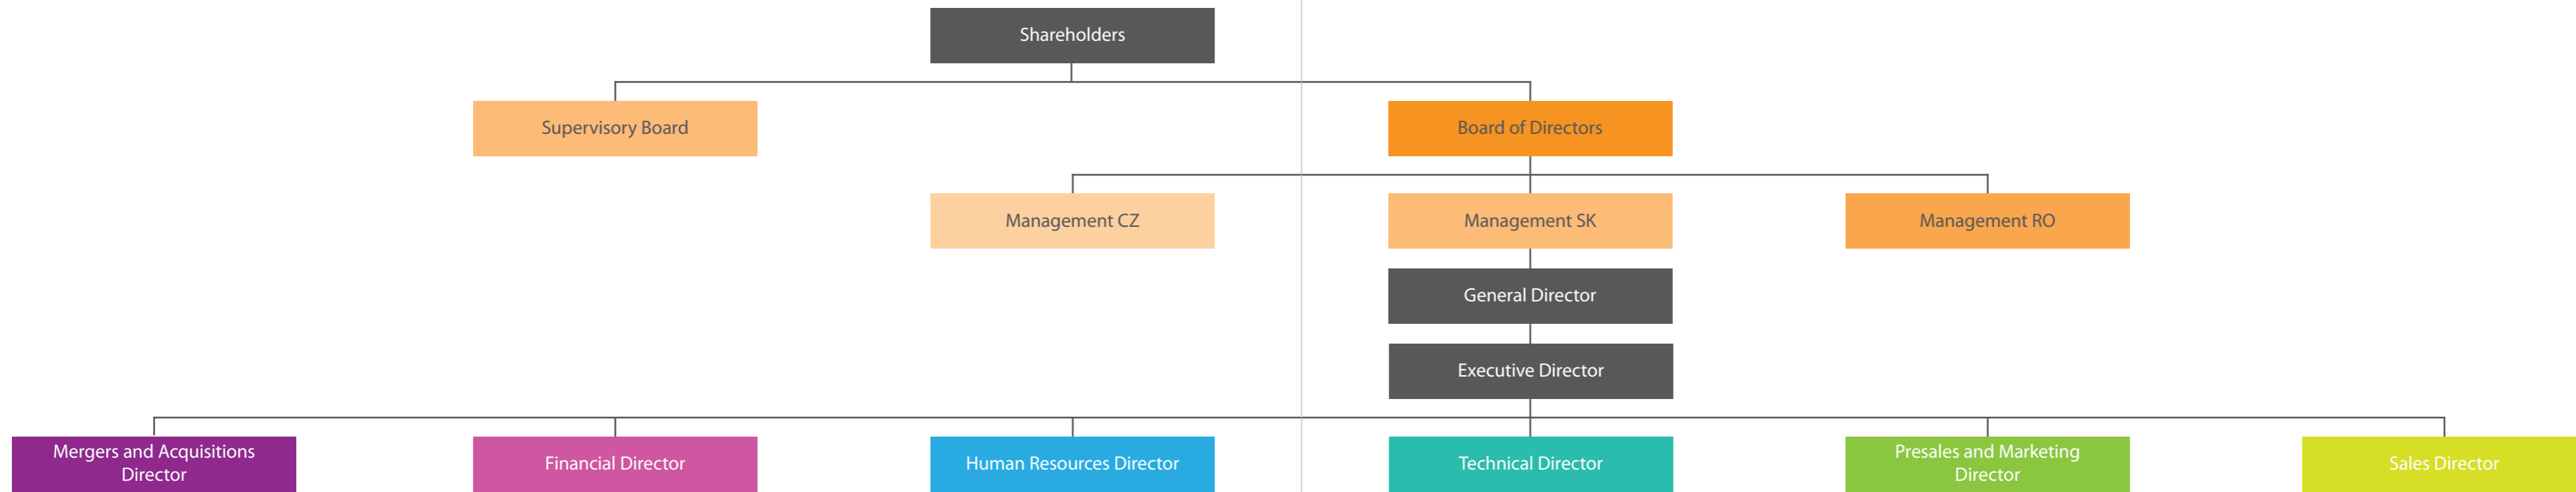 Shareholders
Supervisory Board
Board of Directors
Management CZ
Management SK
Management RO
General Director
Executive Director
Mergers and Acquisitions
Director
Financial Director
Human Resources Director
Technical Director
Presales and Marketing
Director
Sales Director